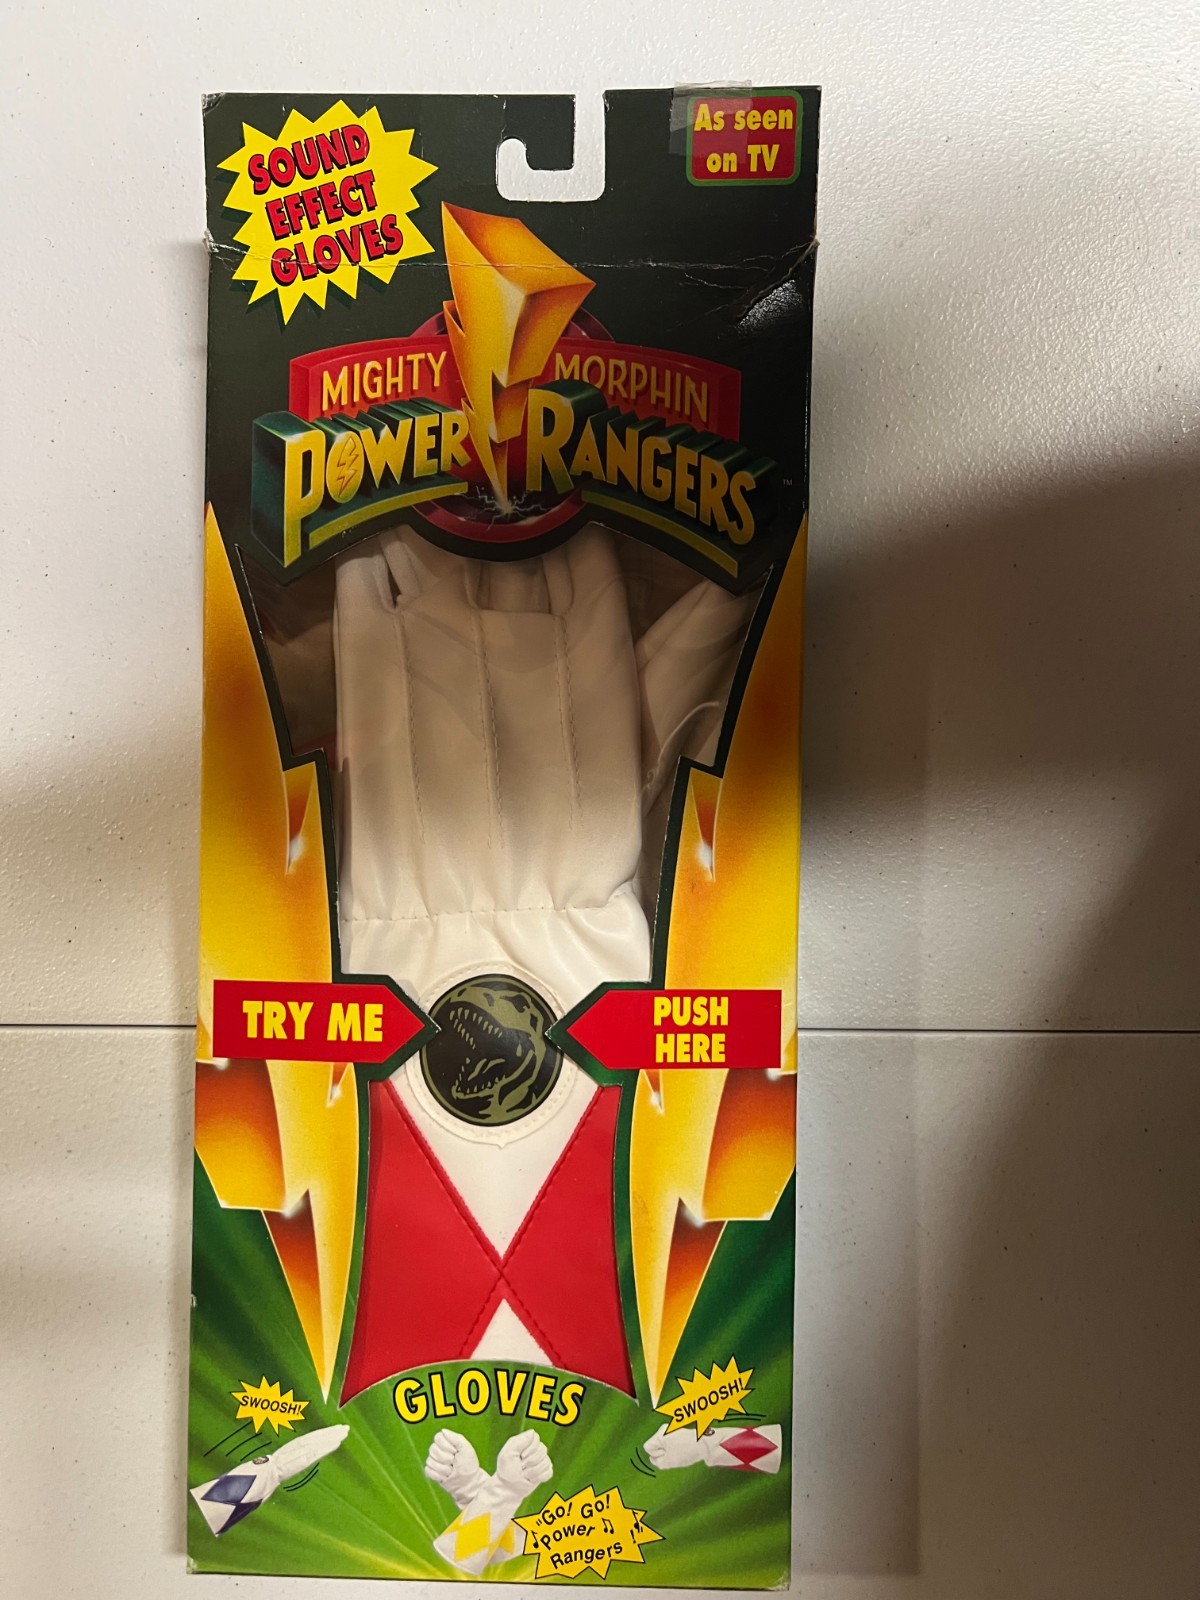 SOUND
EFFECT
GLOVES
As seen
on TV
MIGHTY MORPHIN
POWER RANGERS
TM
TRY ME
PUSH
HERE
GLOVES
SWOOSH!
SWOOSH!
"Go! Go!
Power
Rangers!"